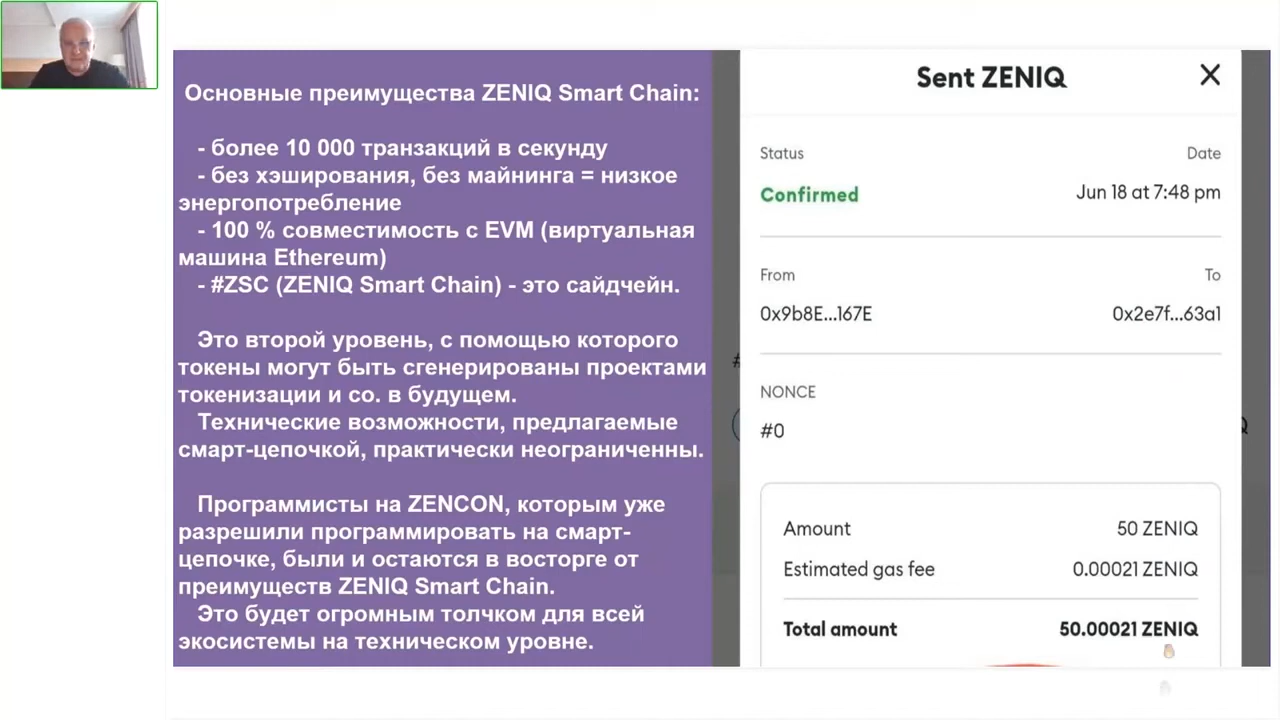 Основные преимущества ZENIQ Smart Chain:
- более 10 000 транзакций в секунду
- без хэширования, без майнинга = низкое
энергопотребление
- 100 % совместимость с EVM (виртуальная
машина Ethereum)
- #ZSC (ZENIQ Smart Chain) - это сайдчейн.
Это второй уровень, с помощью которого
токены могут быть сгенерированы проектами
токенизации и со. в будущем.
Технические возможности, предлагаемые
смарт-цепочкой, практически неограниченны.
Программисты на ZENCON, которым уже
разрешили программировать на смарт-
цепочке, были и остаются в восторге от
преимуществ ZENIQ Smart Chain.
Это будет огромным толчком для всей
экосистемы на техническом уровне.
Sent ZENIQ
Status Date
Confirmed Jun 18 at 7:48 pm
From To
0x9b8E...167E 0x2e7f...63a1
NONCE
#0
Amount 50 ZENIQ
Estimated gas fee 0.00021 ZENIQ
Total amount 50.00021 ZENIQ